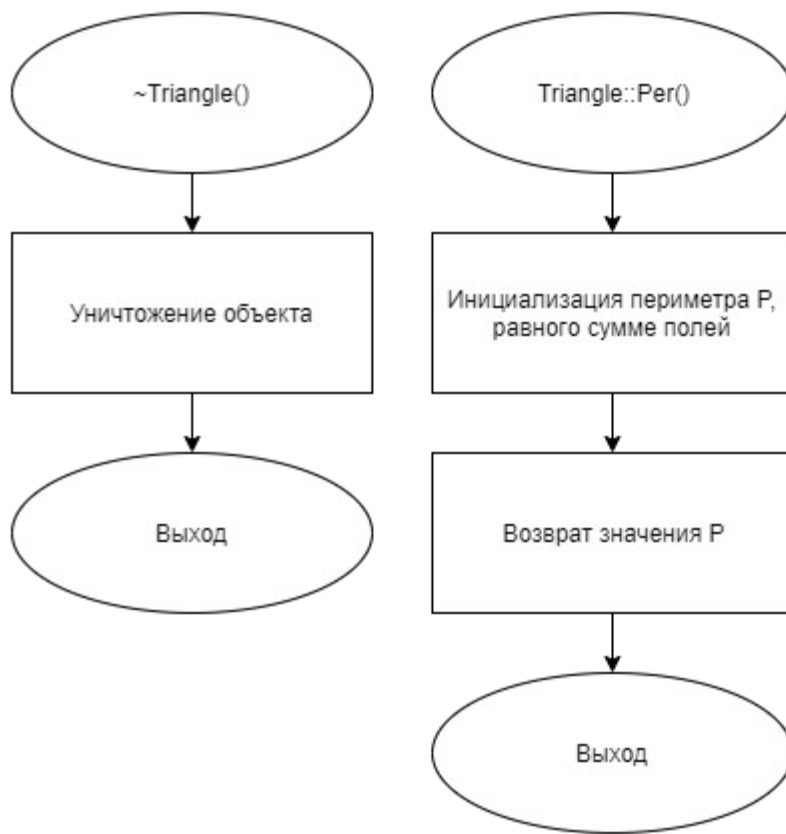 ~Triangle()
Уничтожение объекта
Выход
Triangle::Per()
Инициализация периметра P,
равного сумме полей
Возврат значения P
Выход